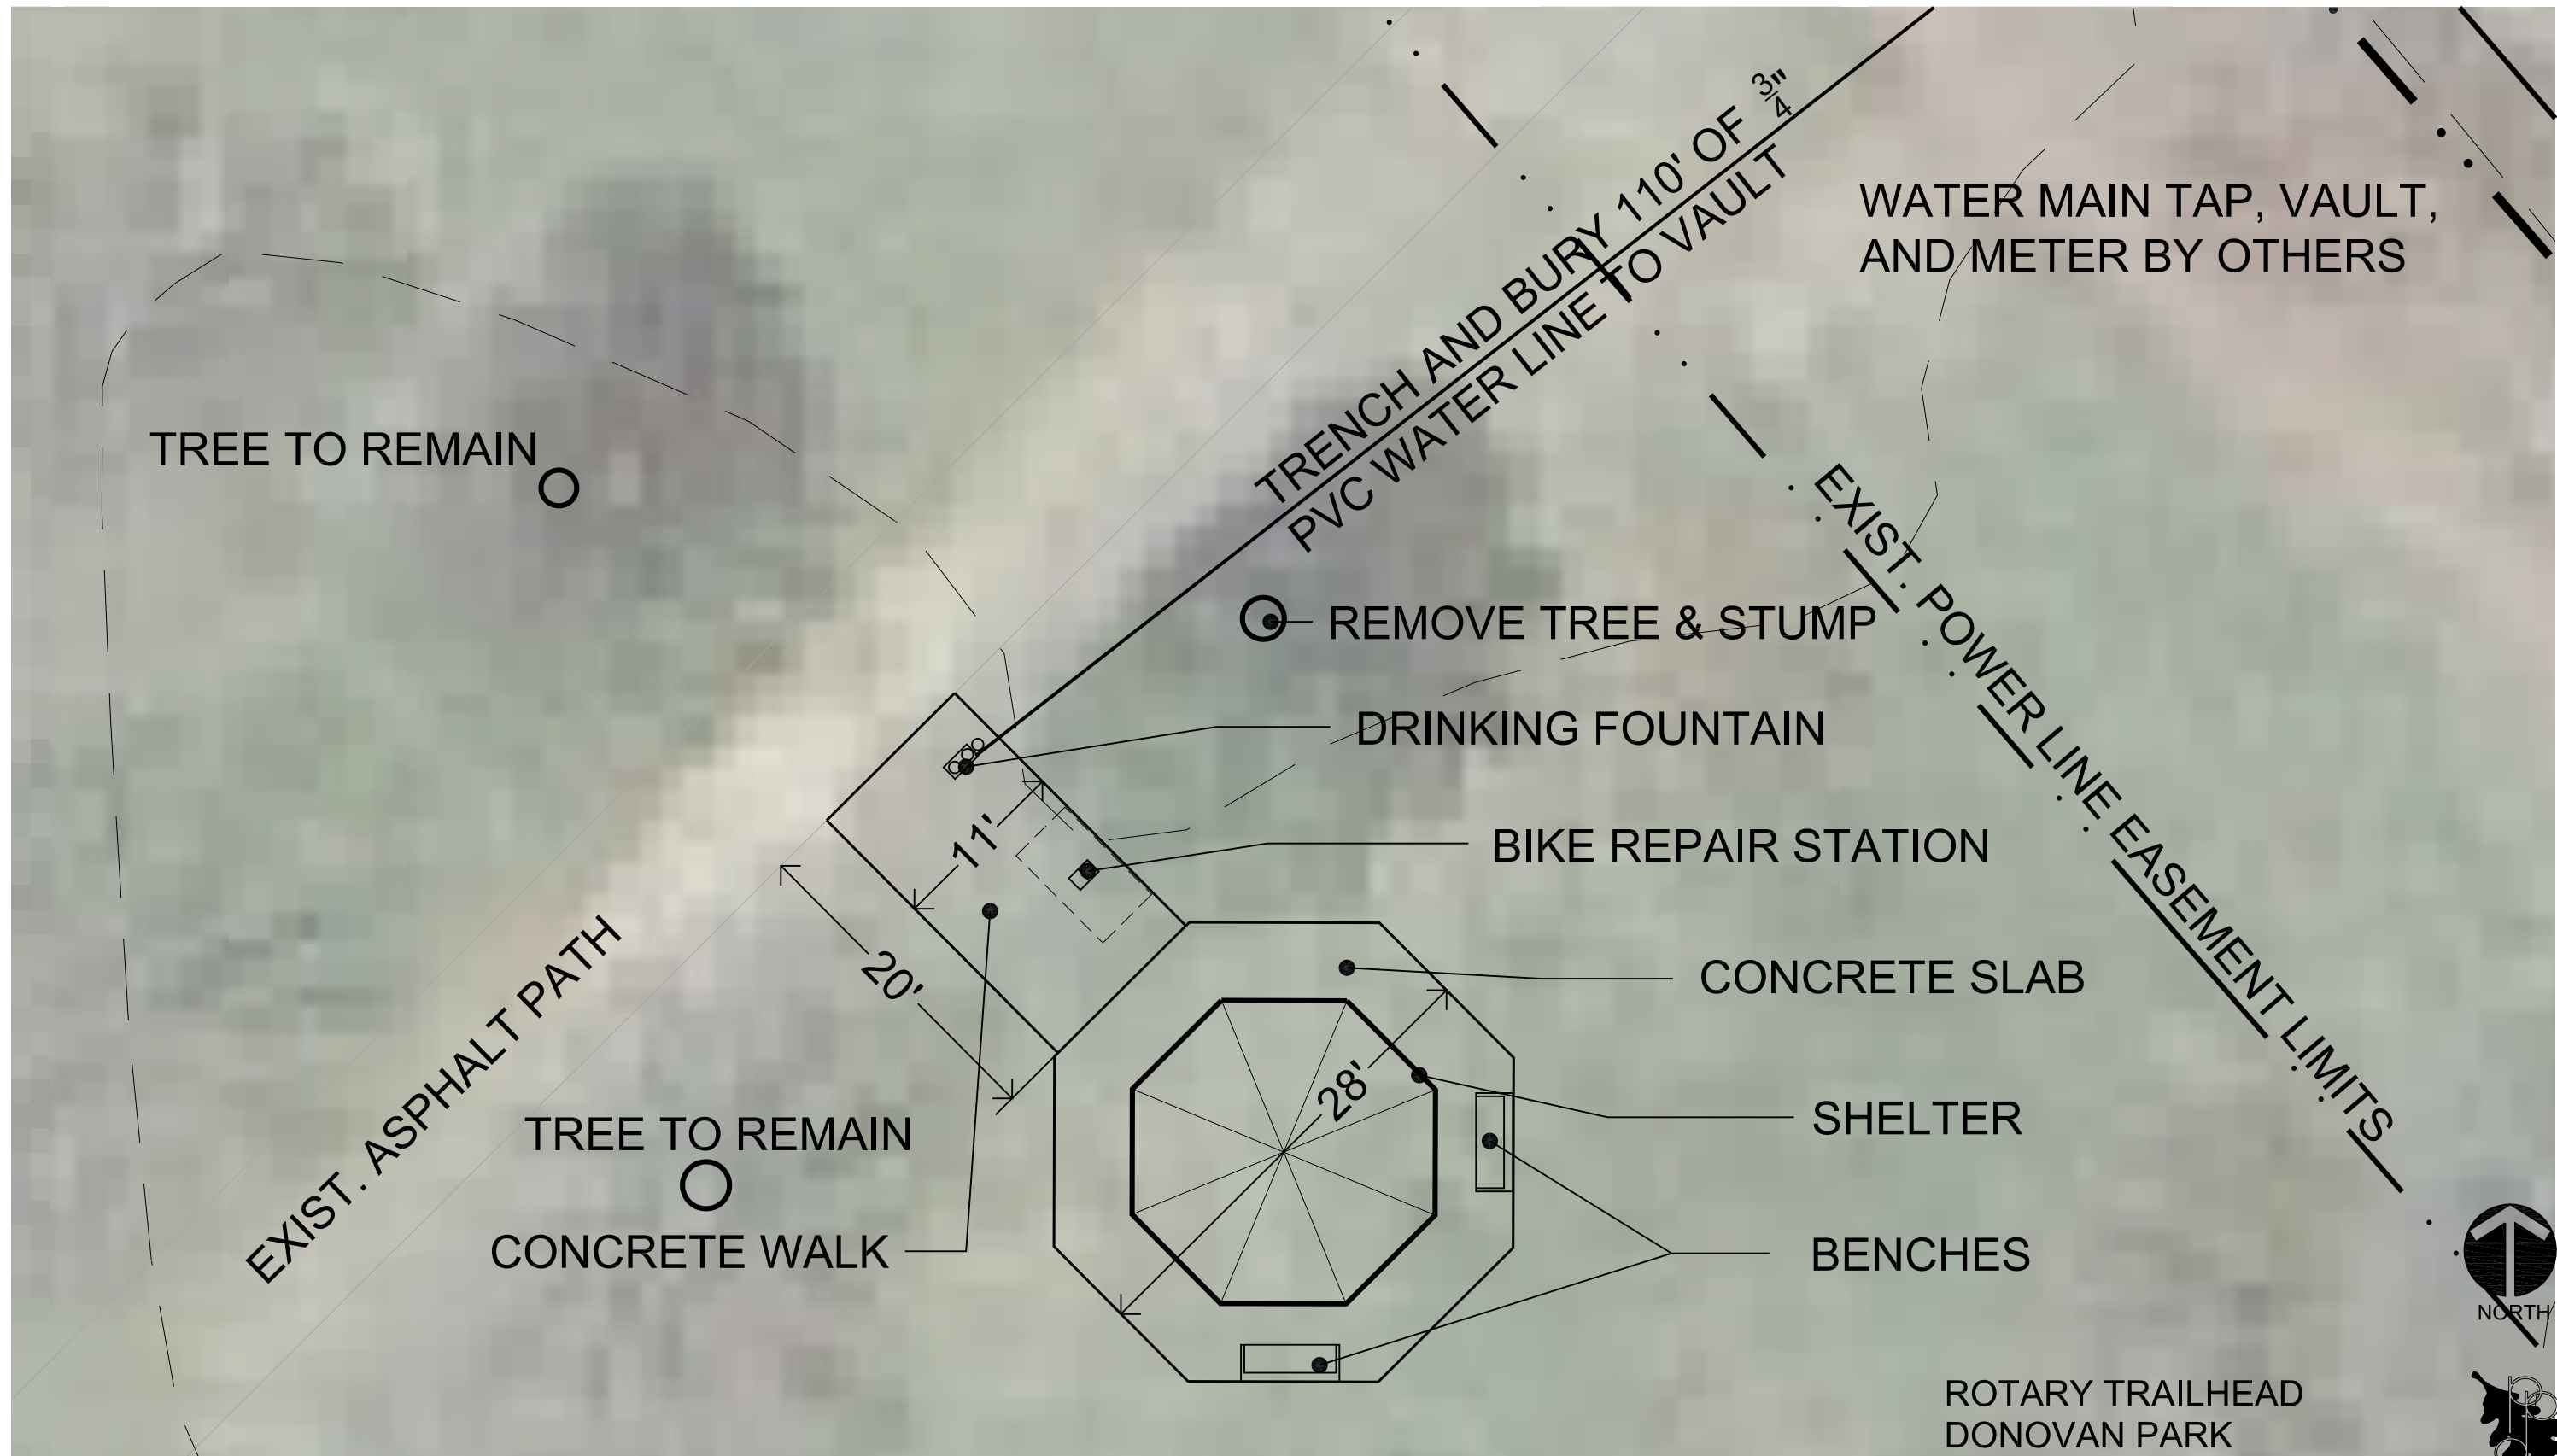 TRENCH AND BURY 110' OF 3/4"
PVC WATER LINE TO VAULT
WATER MAIN TAP, VAULT,
AND METER BY OTHERS
TREE TO REMAIN
EXIST. POWER LINE EASEMENT LIMITS
REMOVE TREE & STUMP
DRINKING FOUNTAIN
11'
BIKE REPAIR STATION
20'
EXIST. ASPHALT PATH
CONCRETE SLAB
28'
TREE TO REMAIN
SHELTER
CONCRETE WALK
BENCHES
NORTH
ROTARY TRAILHEAD
DONOVAN PARK